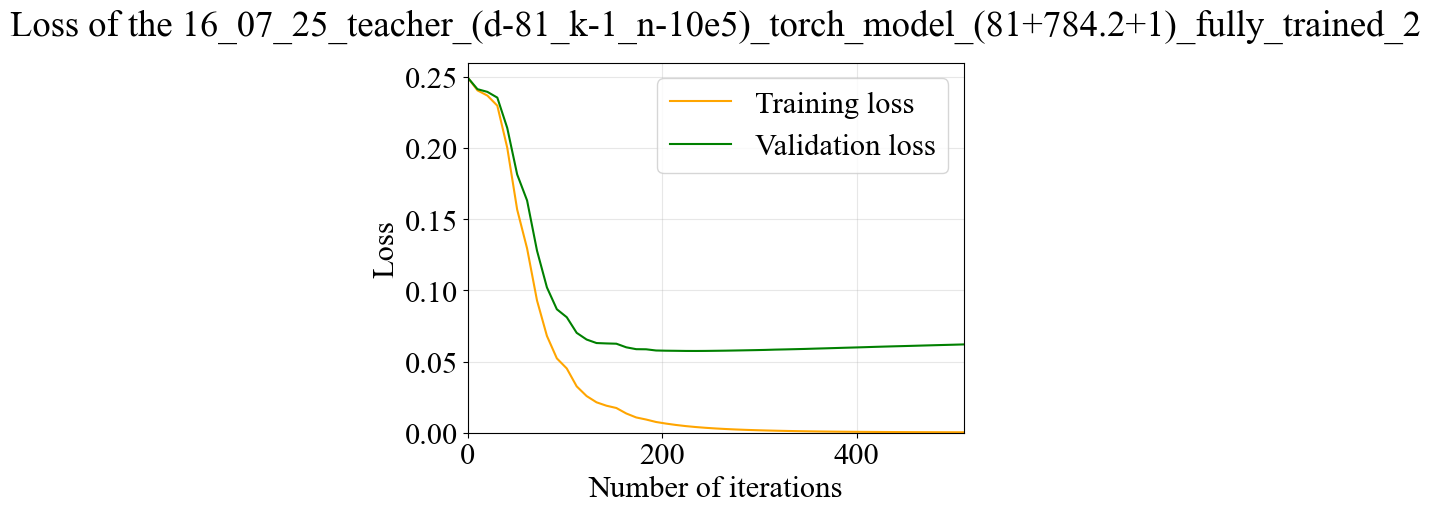 Loss of the 16_07_25_teacher_(d-81_k-1_n-10e5)_torch_model_(81+784.2+1)_fully_trained_2
0.25
0.20
0.15
0.10
0.05
0.00
Loss
Training loss
Validation loss
0 200 400
Number of iterations